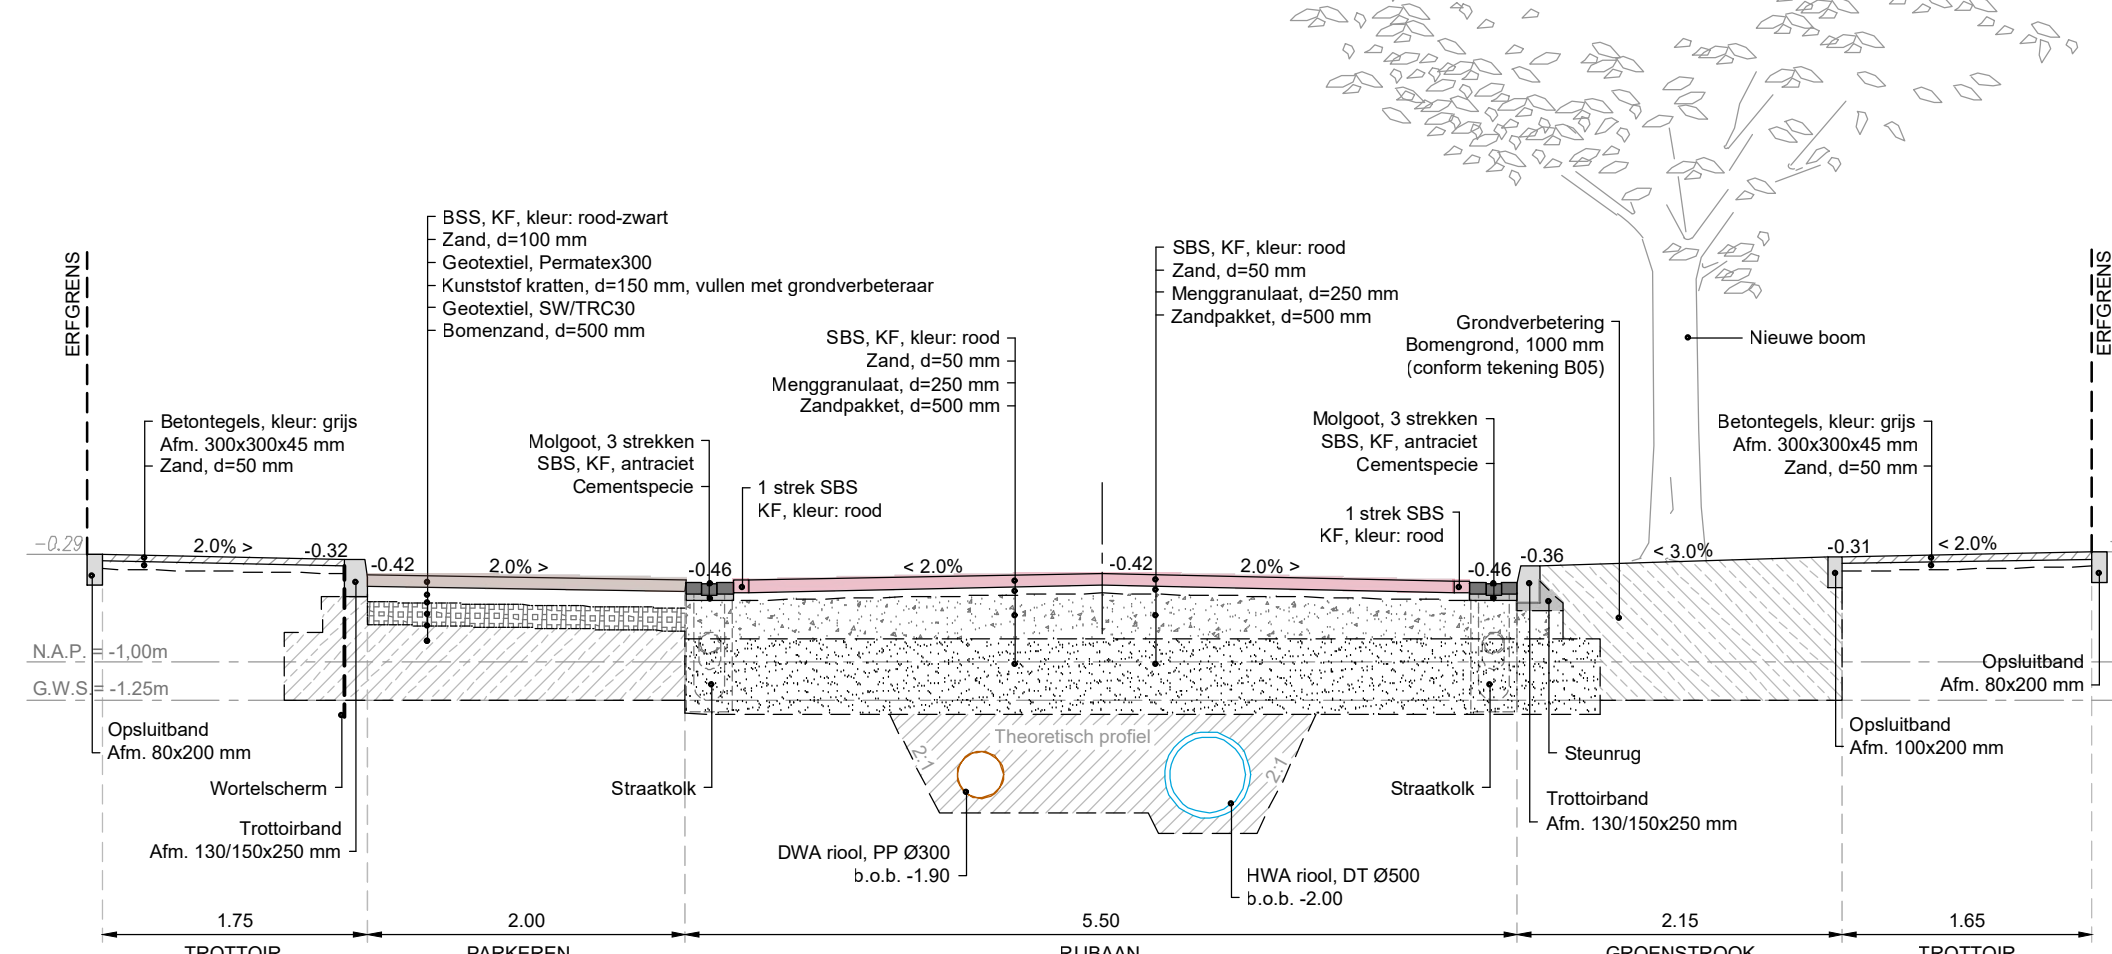 BSS, KF, kleur: rood-zwart
Zand, d=100 mm
Geotextiel, Permatex300
Kunststof kratten, d=150 mm, vullen met grondverbeteraar
Geotextiel, SW/TRC30
Bomenzand, d=500 mm
SBS, KF, kleur: rood
Zand, d=50 mm
Menggranulaat, d=250 mm
Zandpakket, d=500 mm
SBS, KF, kleur: rood
Zand, d=50 mm
Menggranulaat, d=250 mm
Zandpakket, d=500 mm
Grondverbetering
Bomengrond, 1000 mm
(conform tekening B05)
Nieuwe boom
ERFGRENS
ERFGRENS
Betontegels, kleur: grijs
Afm. 300x300x45 mm
Zand, d=50 mm
Molgoot, 3 strekken
SBS, KF, antraciet
Cementspecie
1 strek SBS
KF, kleur: rood
Molgoot, 3 strekken
SBS, KF, antraciet
Cementspecie
1 strek SBS
KF, kleur: rood
Betontegels, kleur: grijs
Afm. 300x300x45 mm
Zand, d=50 mm
-0.29
2.0% >
-0.32
-0.42
2.0% >
-0.46
< 2.0%
-0.42
2.0% >
-0.46
-0.36
< 3.0%
-0.31
< 2.0%
N.A.P. = -1,00m
G.W.S.= -1.25m
Opsluitband
Afm. 80x200 mm
Wortelscherm
Trottoirband
Afm. 130/150x250 mm
Straatkolk
Theoretisch profiel
2:1
2:1
DWA riool, PP Ø300
b.o.b. -1.90
HWA riool, DT Ø500
b.o.b. -2.00
Straatkolk
Steunrug
Trottoirband
Afm. 130/150x250 mm
Opsluitband
Afm. 80x200 mm
Opsluitband
Afm. 100x200 mm
1.75
2.00
5.50
2.15
1.65
TROTTOIR
PARKEREN
RIJBAAN
GROENSTROOK
TROTTOIR